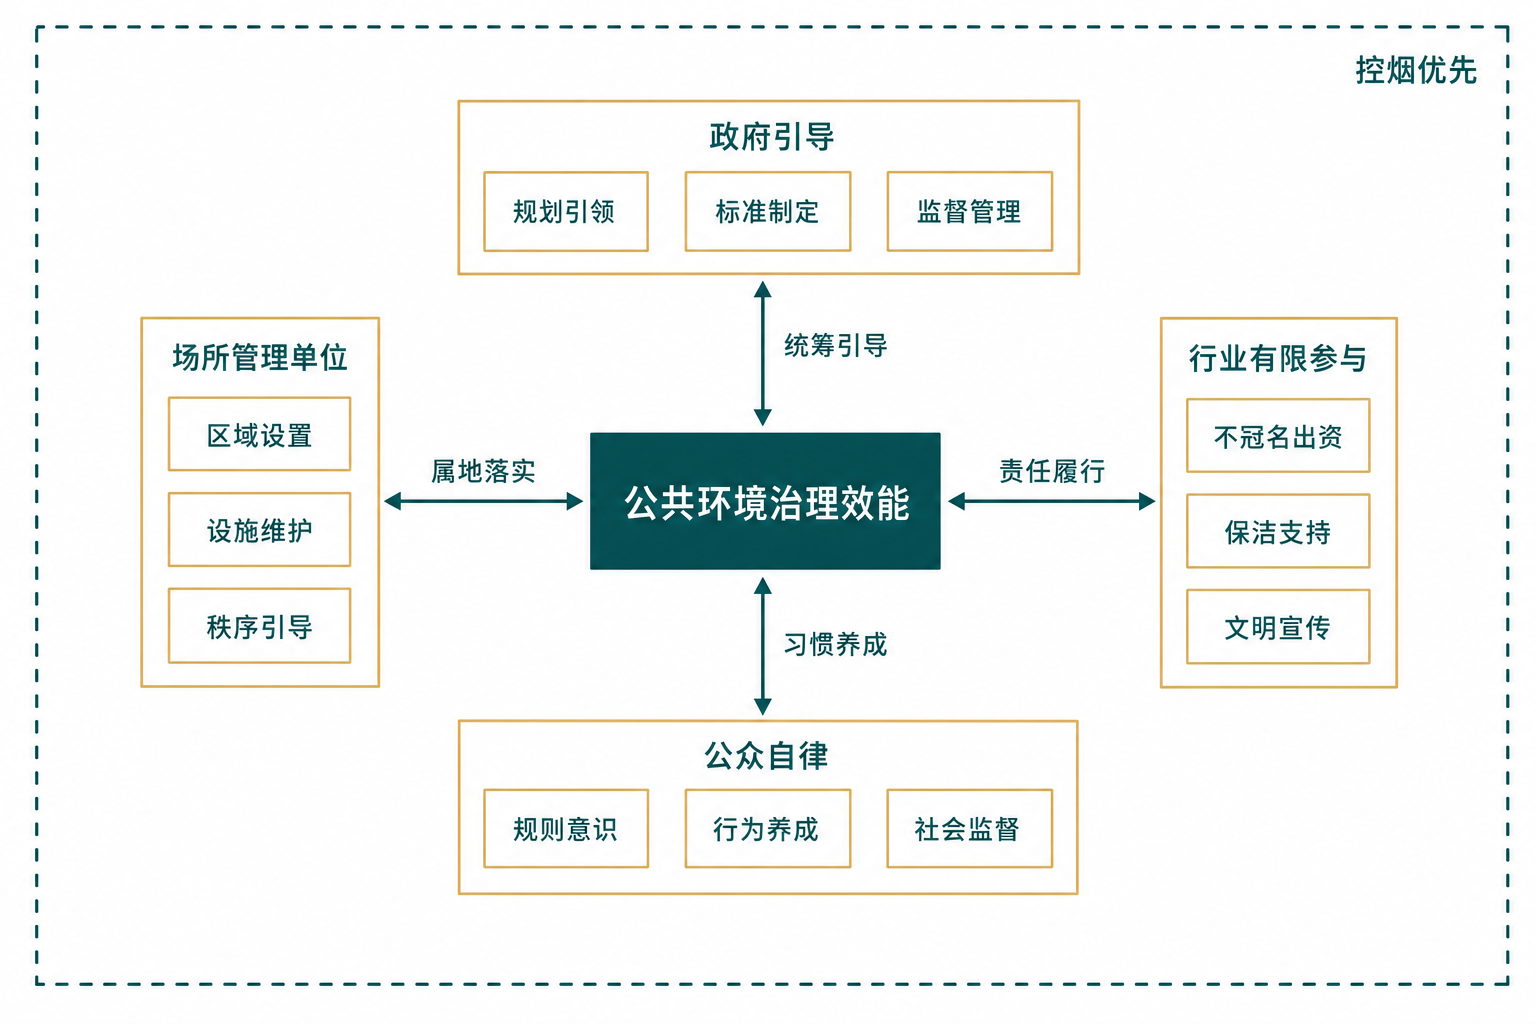 控烟优先
政府引导
规划引领
标准制定
监督管理
统筹引导
场所管理单位
区域设置
设施维护
秩序引导
属地落实
公共环境治理效能
责任履行
行业有限参与
不冠名出资
保洁支持
文明宣传
习惯养成
公众自律
规则意识
行为养成
社会监督